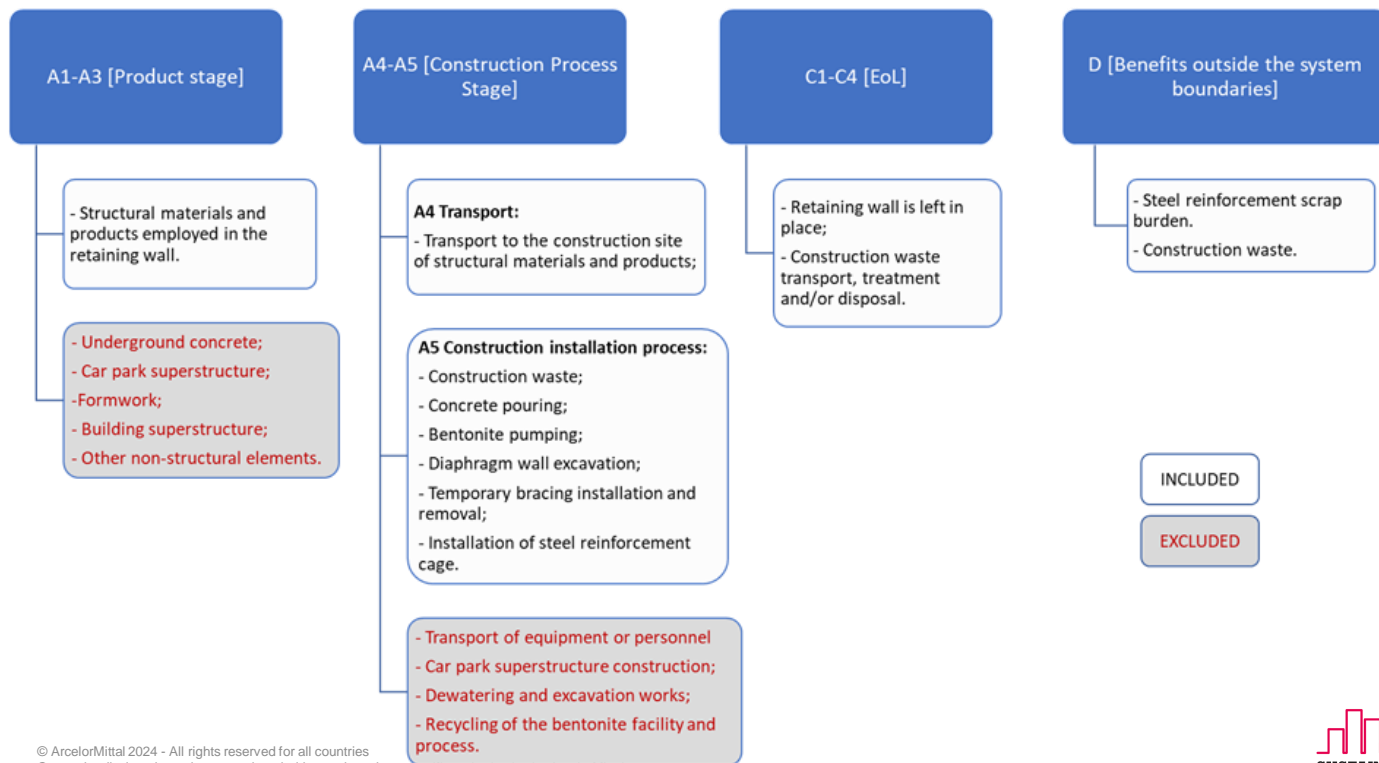 A1-A3 [Product stage]
- Structural materials and
products employed in the
retaining wall.
- Underground concrete;
- Car park superstructure;
-Formwork;
- Building superstructure;
- Other non-structural elements.
A4-A5 [Construction Process
Stage]
A4 Transport:
- Transport to the construction site
of structural materials and products;
A5 Construction installation process:
- Construction waste;
- Concrete pouring;
- Bentonite pumping;
- Diaphragm wall excavation;
- Temporary bracing installation and
removal;
- Installation of steel reinforcement
cage.
- Transport of equipment or personnel
- Car park superstructure construction;
- Dewatering and excavation works;
- Recycling of the bentonite facility and
process.
C1-C4 [EoL]
- Retaining wall is left in
place;
- Construction waste
transport, treatment
and/or disposal.
D [Benefits outside the system
boundaries]
- Steel reinforcement scrap
burden.
- Construction waste.
INCLUDED
EXCLUDED
© ArcelorMittal 2024 - All rights reserved for all countries